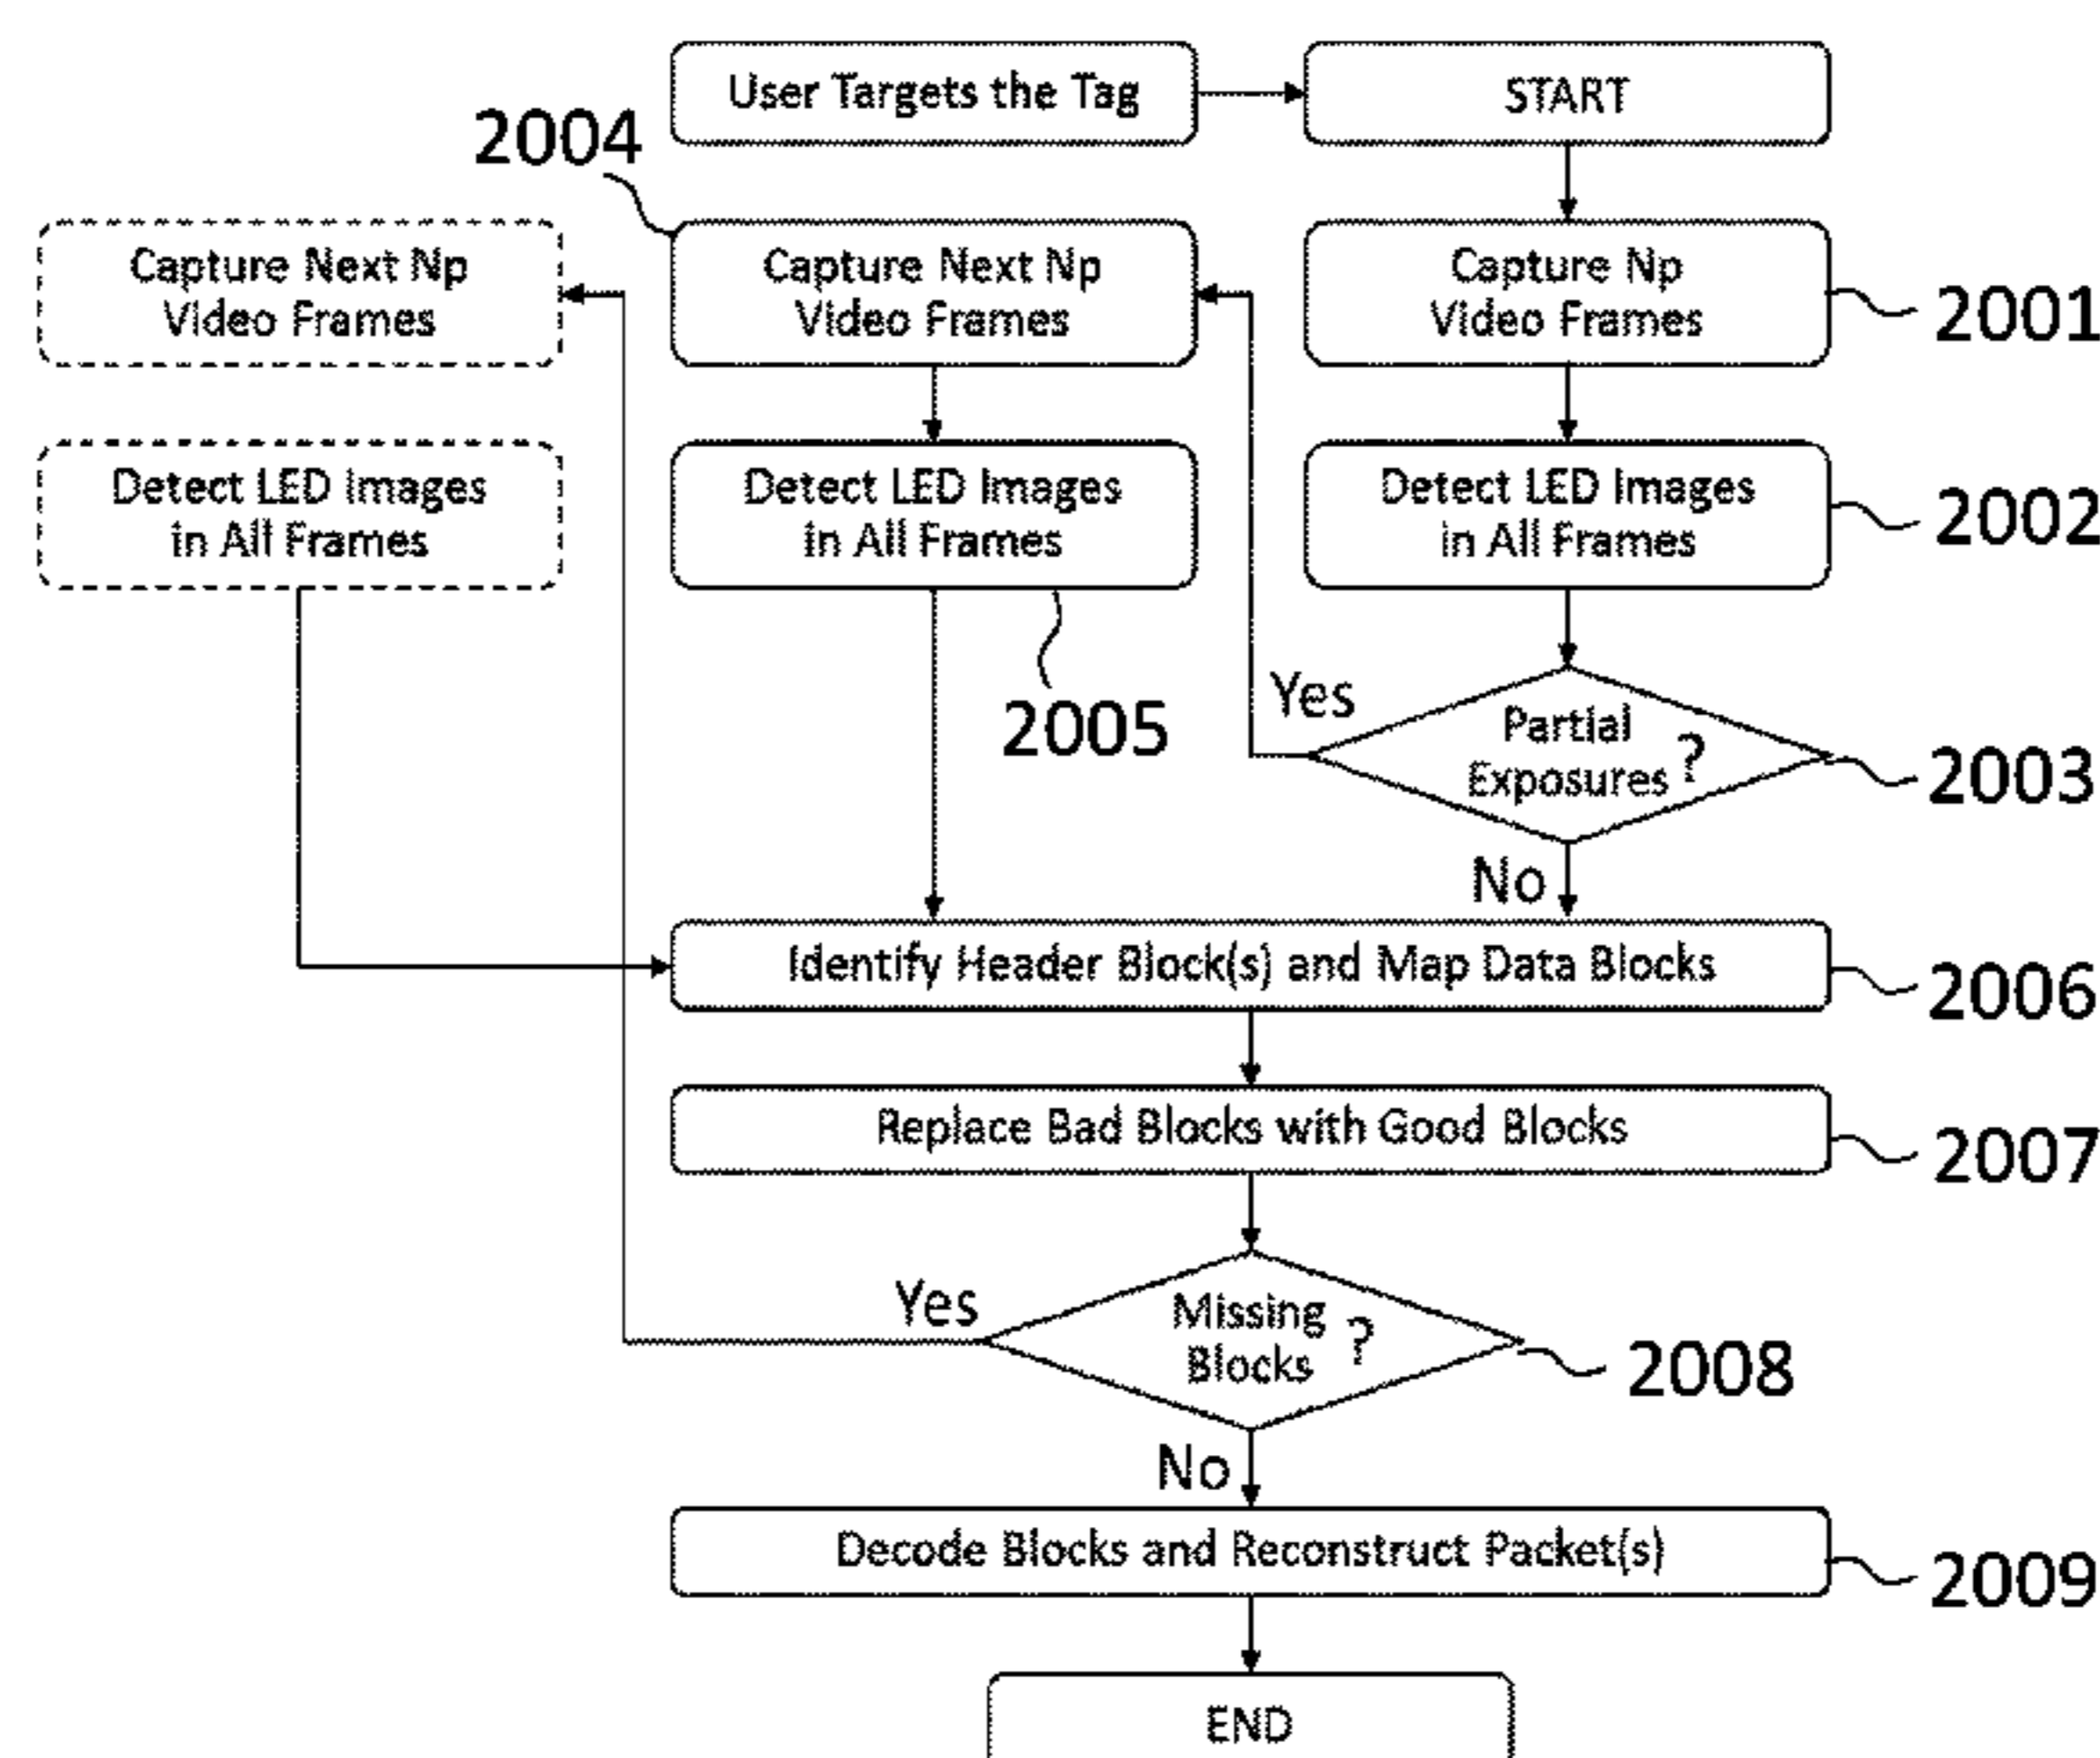 User Targets the Tag
START
2004
Capture Next Np
Video Frames
Capture Next Np
Video Frames
Capture Np
Video Frames
2001
Detect LED Images
in All Frames
Detect LED Images
in All Frames
Detect LED Images
in All Frames
2002
2005
Yes
Partial
Exposures ?
2003
No
Identify Header Block(s) and Map Data Blocks
2006
Replace Bad Blocks with Good Blocks
2007
Yes
Missing
Blocks ?
2008
No
Decode Blocks and Reconstruct Packet(s)
2009
END